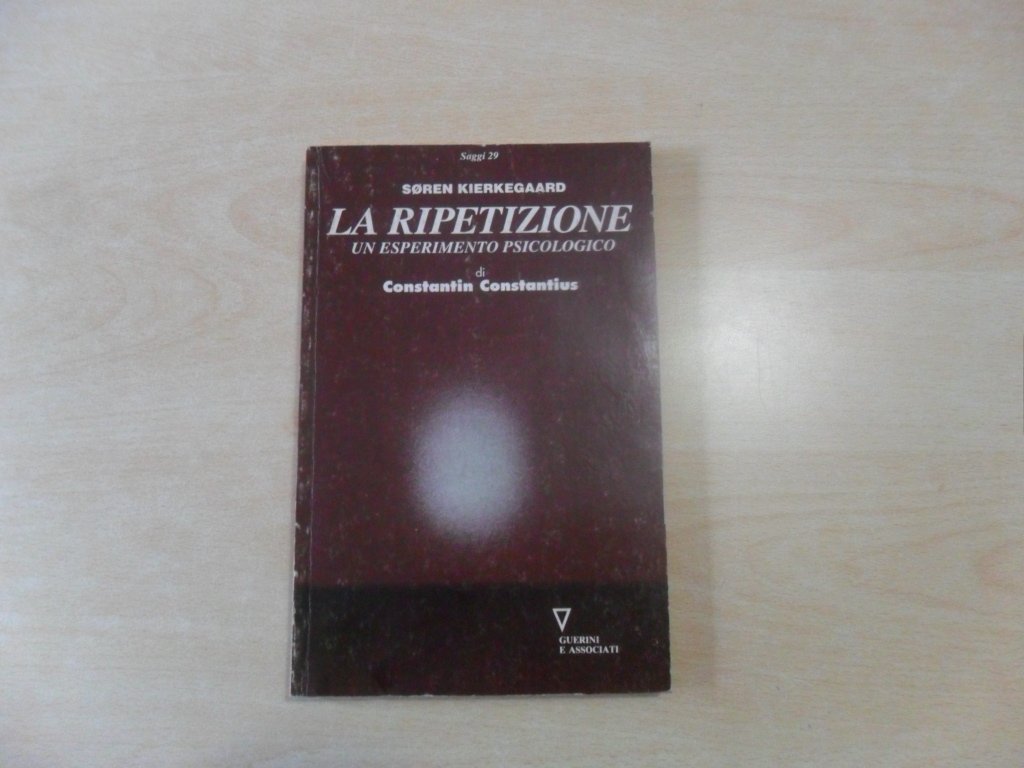 Saggi 29
SØREN KIERKEGAARD
LA RIPETIZIONE
UN ESPERIMENTO PSICOLOGICO
di
Constantin Constantius
GUERINI
E ASSOCIATI